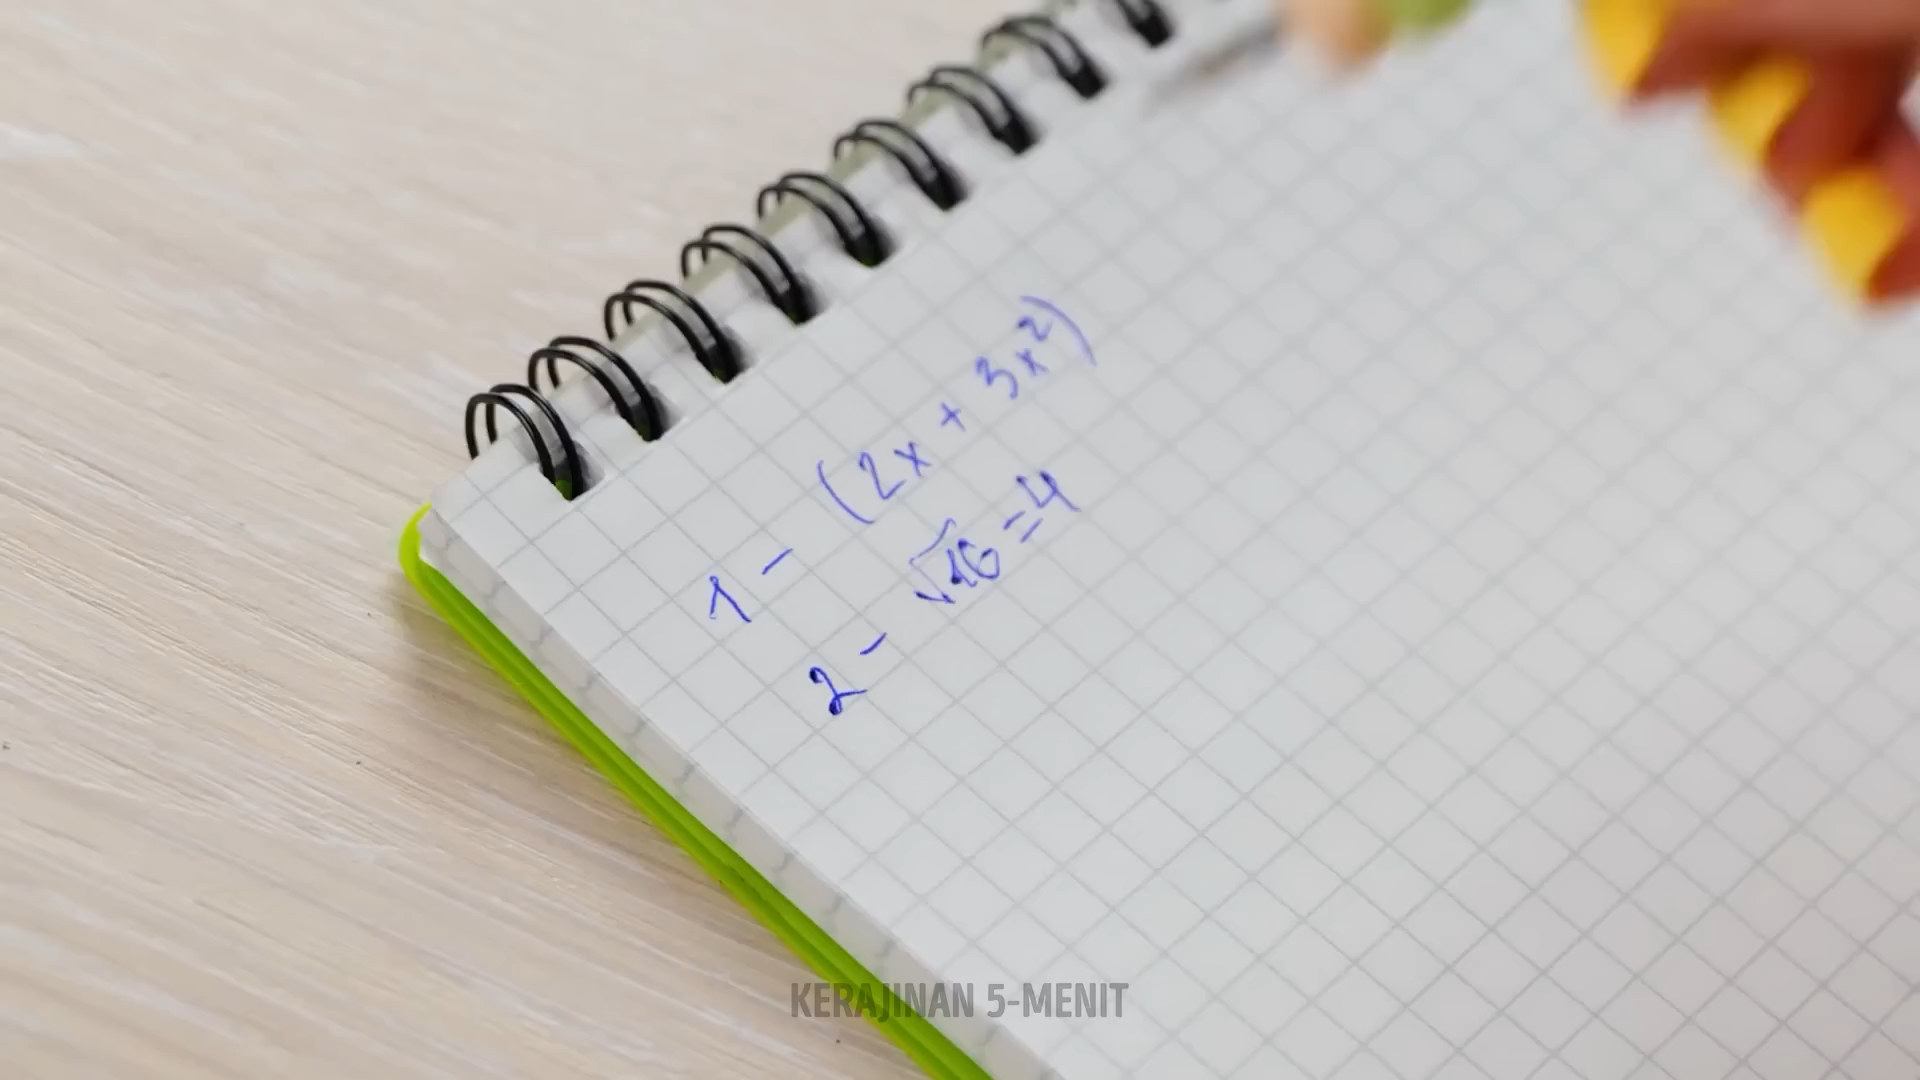 1 - (2x + 3x²)
2 - √16 = 4
KERAJINAN 5-MENIT